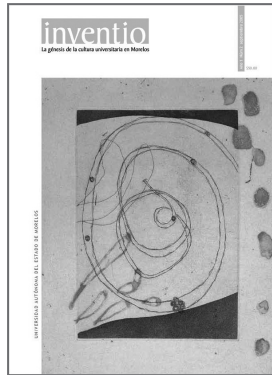 inventio
La génesis de la cultura universitaria en Morelos
UNIVERSIDAD AUTÓNOMA DEL ESTADO DE MORELOS